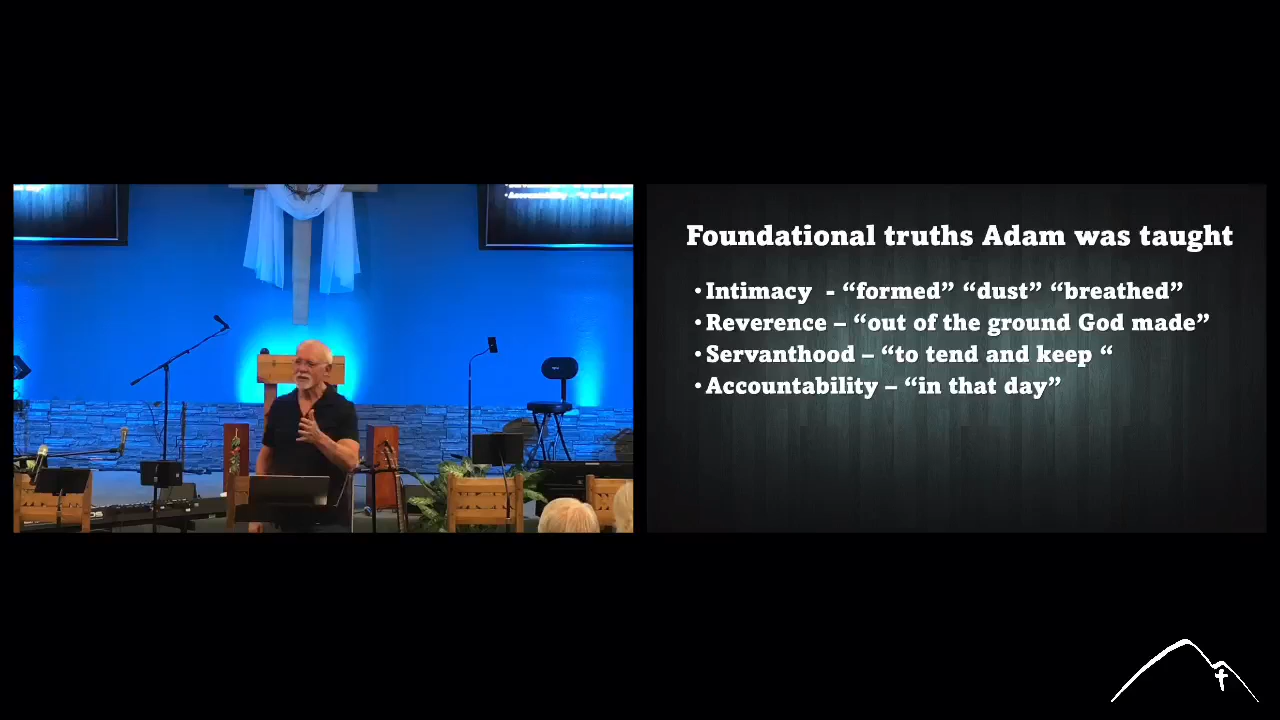 Foundational truths Adam was taught
• Intimacy - “formed” “dust” “breathed”
• Reverence – “out of the ground God made”
• Servanthood – “to tend and keep “
• Accountability – “in that day”